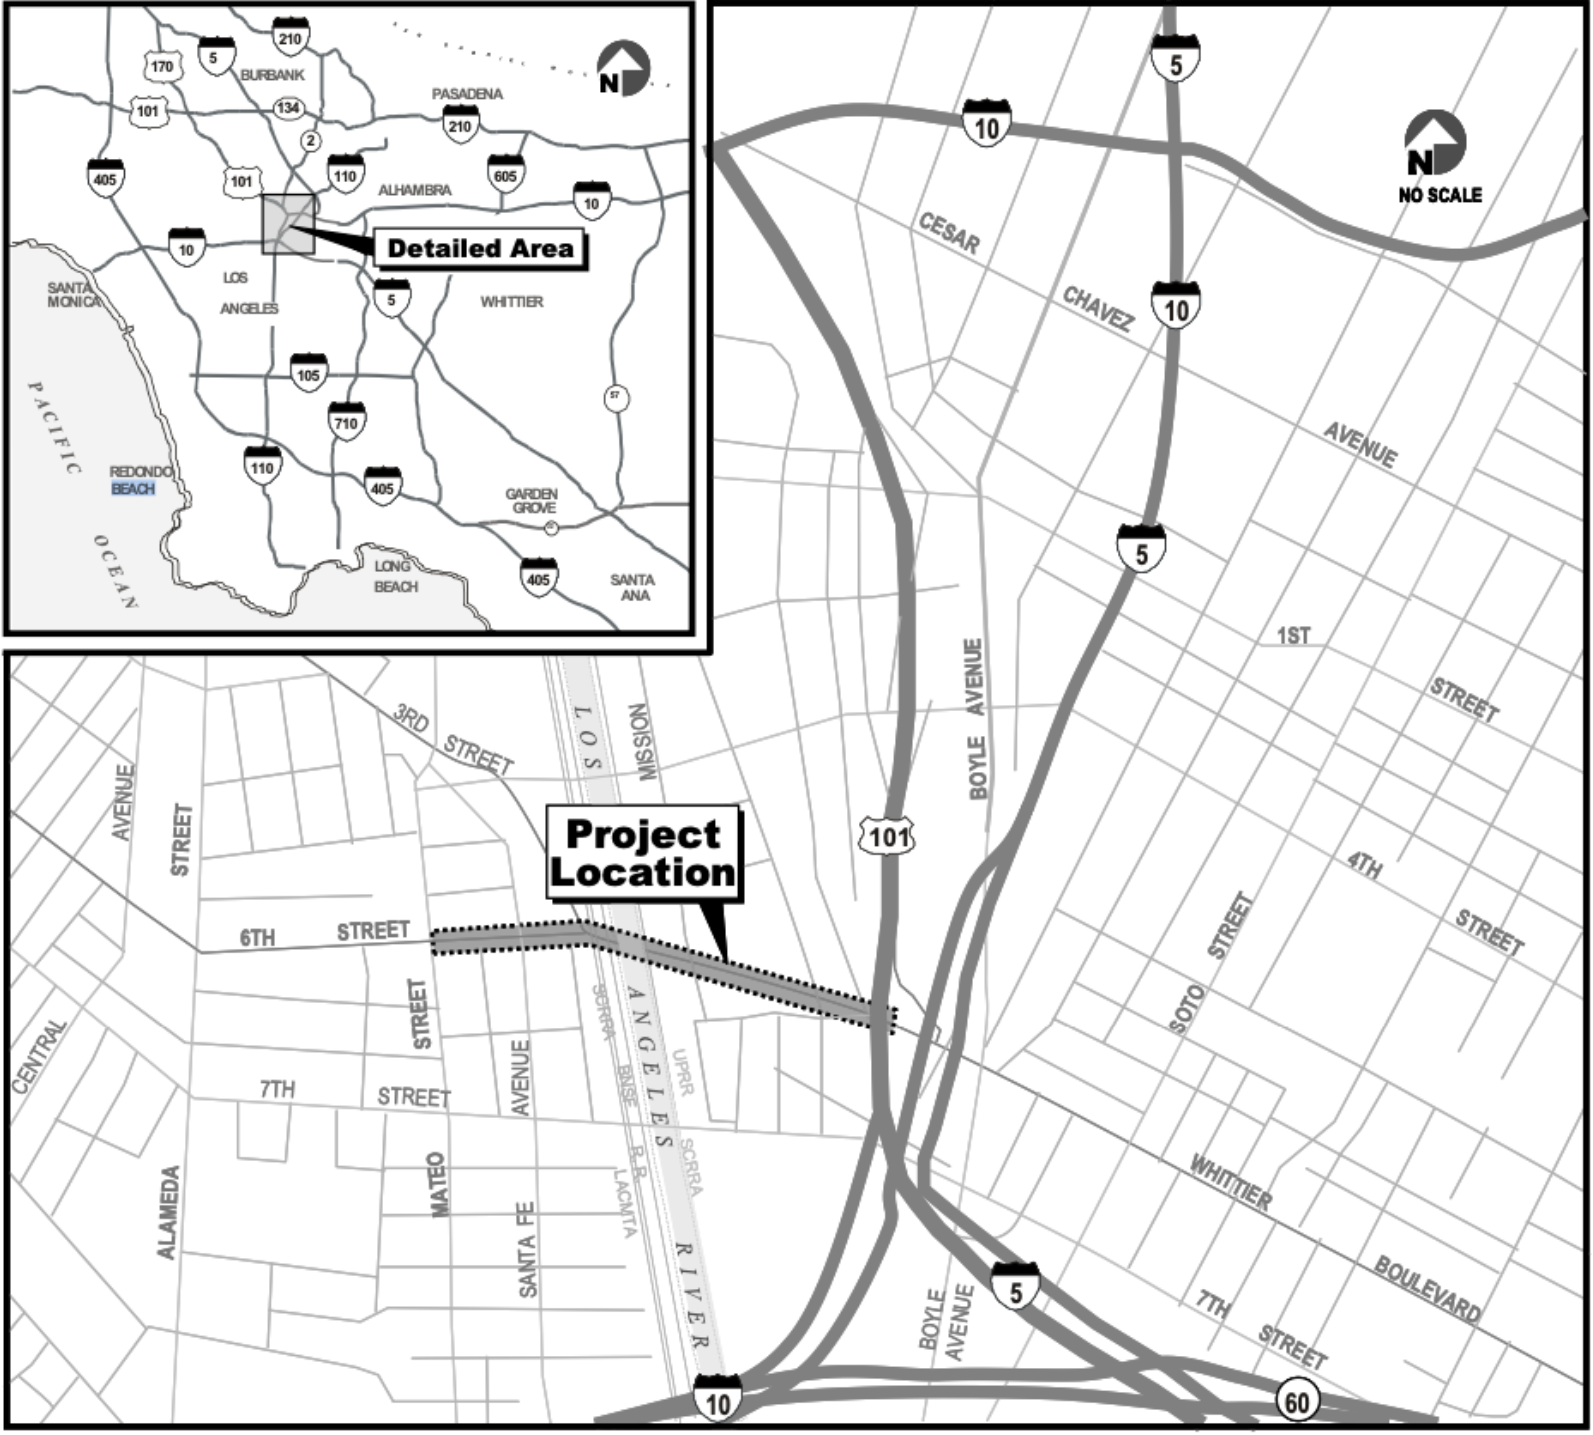 210
5
170
BURBANK
N
PASADENA
101
134
210
2
405
101
110
605
ALHAMBRA
10
10
Detailed Area
LOS
ANGELES
SANTA
MONICA
5
WHITTIER
105
57
PACIFIC
710
110
REDONDO
BEACH
405
GARDEN
GROVE
OCEAN
LONG
BEACH
405
SANTA
ANA
5
10
N
NO SCALE
CESAR
CHAVEZ
10
AVENUE
5
1ST
STREET
BOYLE AVENUE
3RD
STREET
LOS
MISSION
AVENUE
STREET
Project
Location
101
4TH
STREET
6TH
STREET
STREET
SOTO
STREET
SCRRA
ANGELES
CENTRAL
7TH
STREET
AVENUE
BNSF
UPRR
R.R.
SCRRA
LACMTA
ALAMEDA
MATEO
SANTA FE
RIVER
WHITTIER
BOULEVARD
5
BOYLE
AVENUE
7TH
STREET
10
60